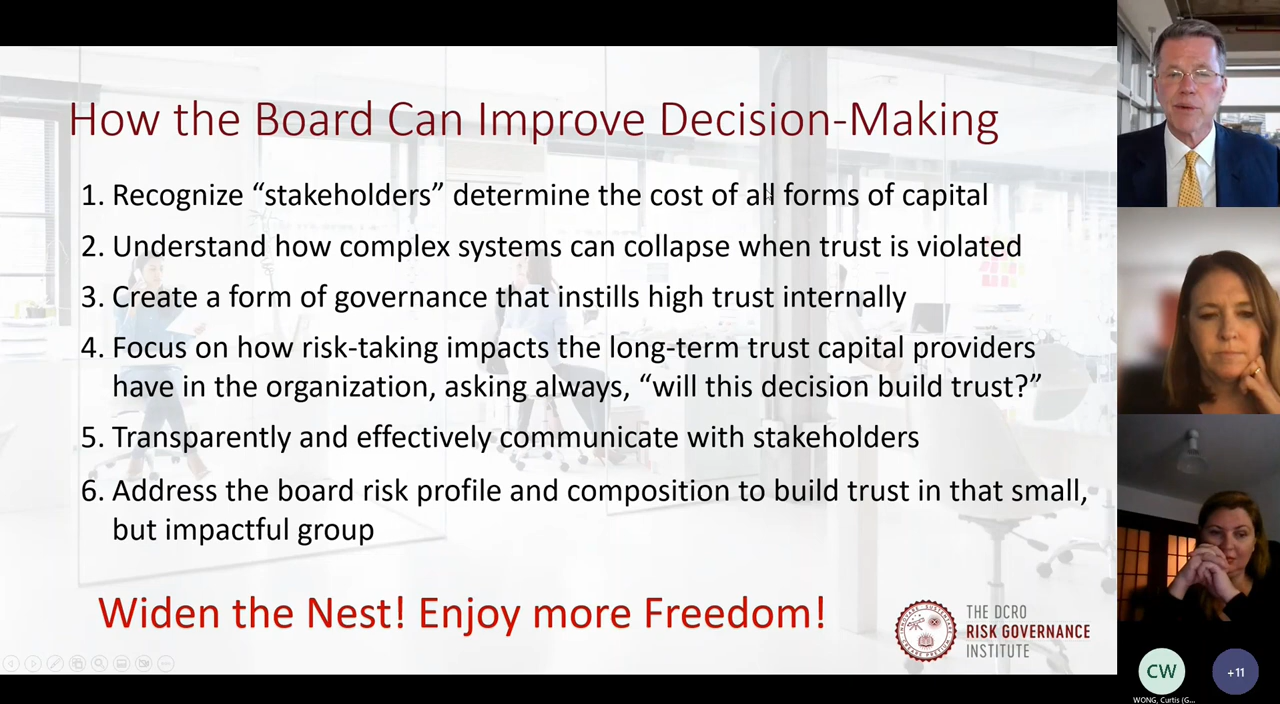 How the Board Can Improve Decision-Making
1. Recognize “stakeholders” determine the cost of all forms of capital
2. Understand how complex systems can collapse when trust is violated
3. Create a form of governance that instills high trust internally
4. Focus on how risk-taking impacts the long-term trust capital providers
have in the organization, asking always, “will this decision build trust?”
5. Transparently and effectively communicate with stakeholders
6. Address the board risk profile and composition to build trust in that small,
but impactful group
Widen the Nest! Enjoy more Freedom!
THE DCRO
RISK GOVERNANCE
INSTITUTE
CW
+11
WONG, Curtis (G...